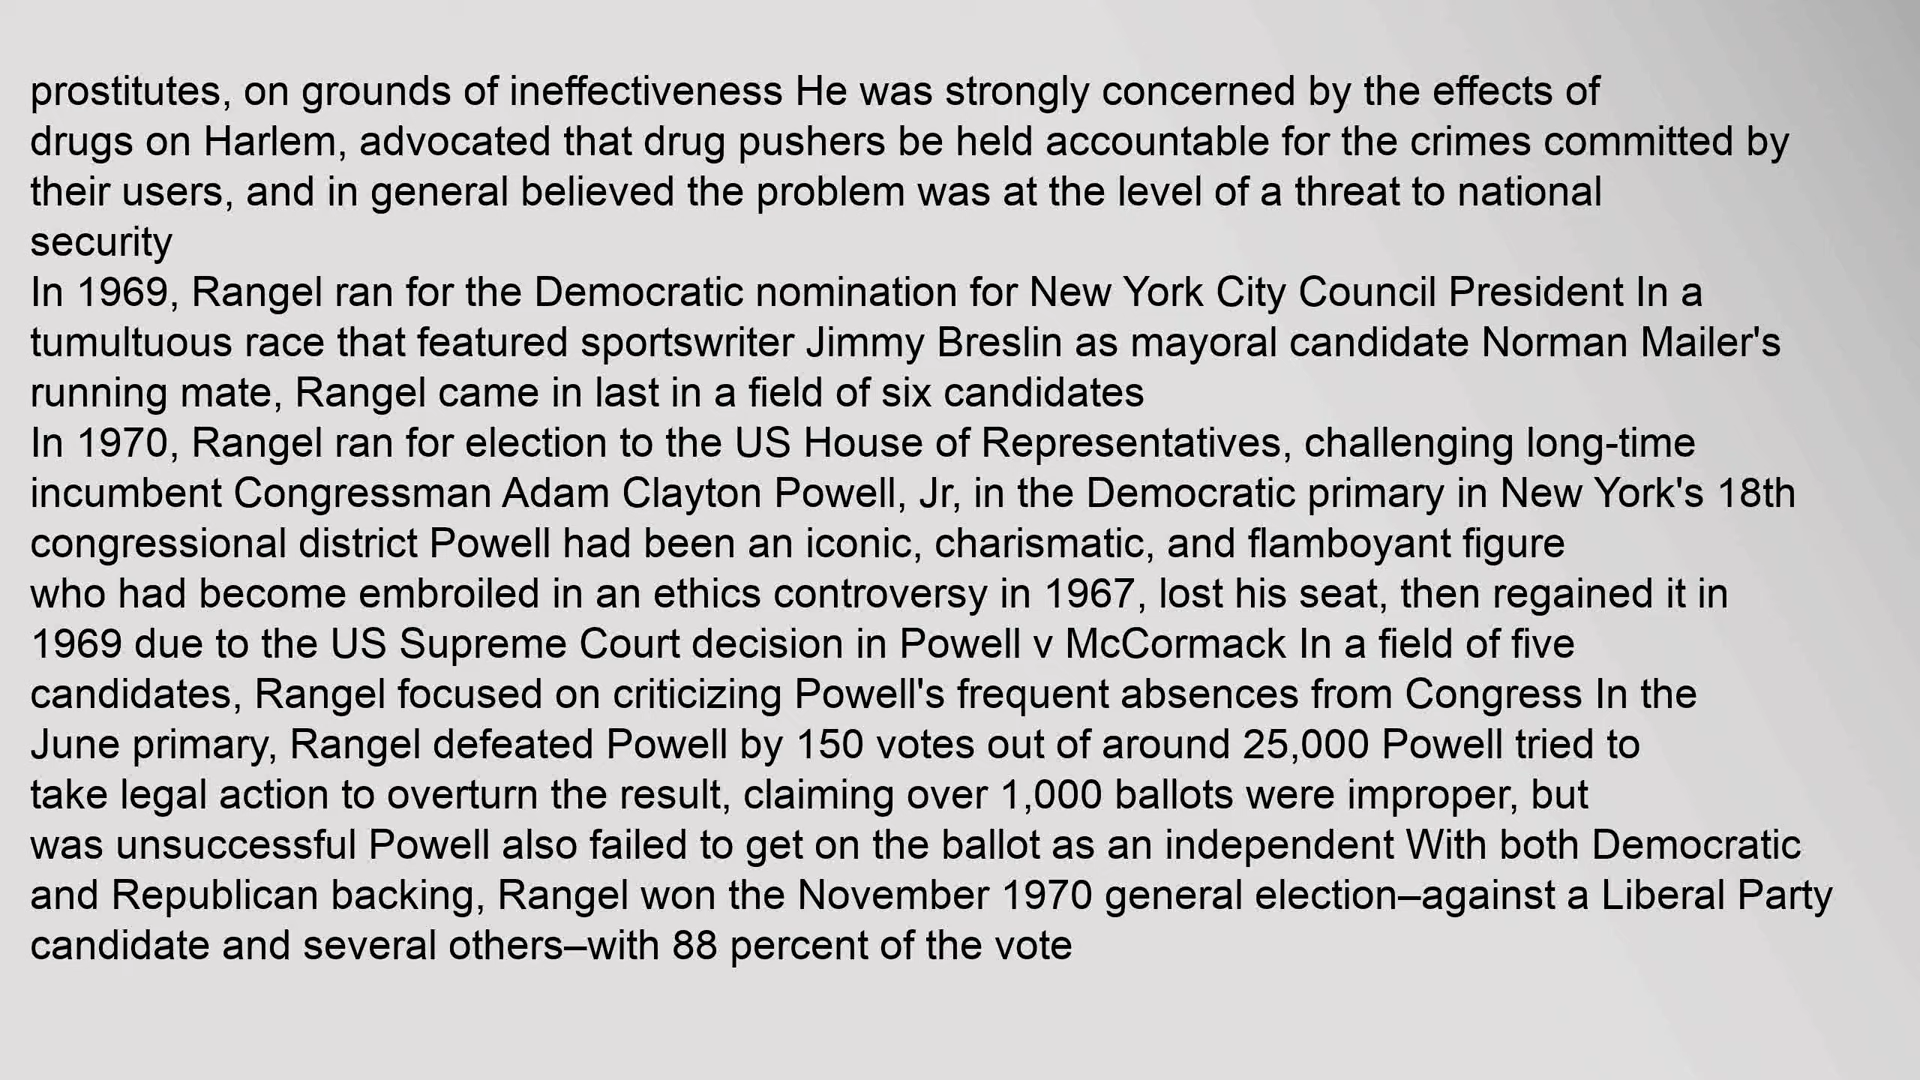 prostitutes, on grounds of ineffectiveness He was strongly concerned by the effects of
drugs on Harlem, advocated that drug pushers be held accountable for the crimes committed by
their users, and in general believed the problem was at the level of a threat to national
security
In 1969, Rangel ran for the Democratic nomination for New York City Council President In a
tumultuous race that featured sportswriter Jimmy Breslin as mayoral candidate Norman Mailer's
running mate, Rangel came in last in a field of six candidates
In 1970, Rangel ran for election to the US House of Representatives, challenging long-time
incumbent Congressman Adam Clayton Powell, Jr, in the Democratic primary in New York's 18th
congressional district Powell had been an iconic, charismatic, and flamboyant figure
who had become embroiled in an ethics controversy in 1967, lost his seat, then regained it in
1969 due to the US Supreme Court decision in Powell v McCormack In a field of five
candidates, Rangel focused on criticizing Powell's frequent absences from Congress In the
June primary, Rangel defeated Powell by 150 votes out of around 25,000 Powell tried to
take legal action to overturn the result, claiming over 1,000 ballots were improper, but
was unsuccessful Powell also failed to get on the ballot as an independent With both Democratic
and Republican backing, Rangel won the November 1970 general election–against a Liberal Party
candidate and several others–with 88 percent of the vote